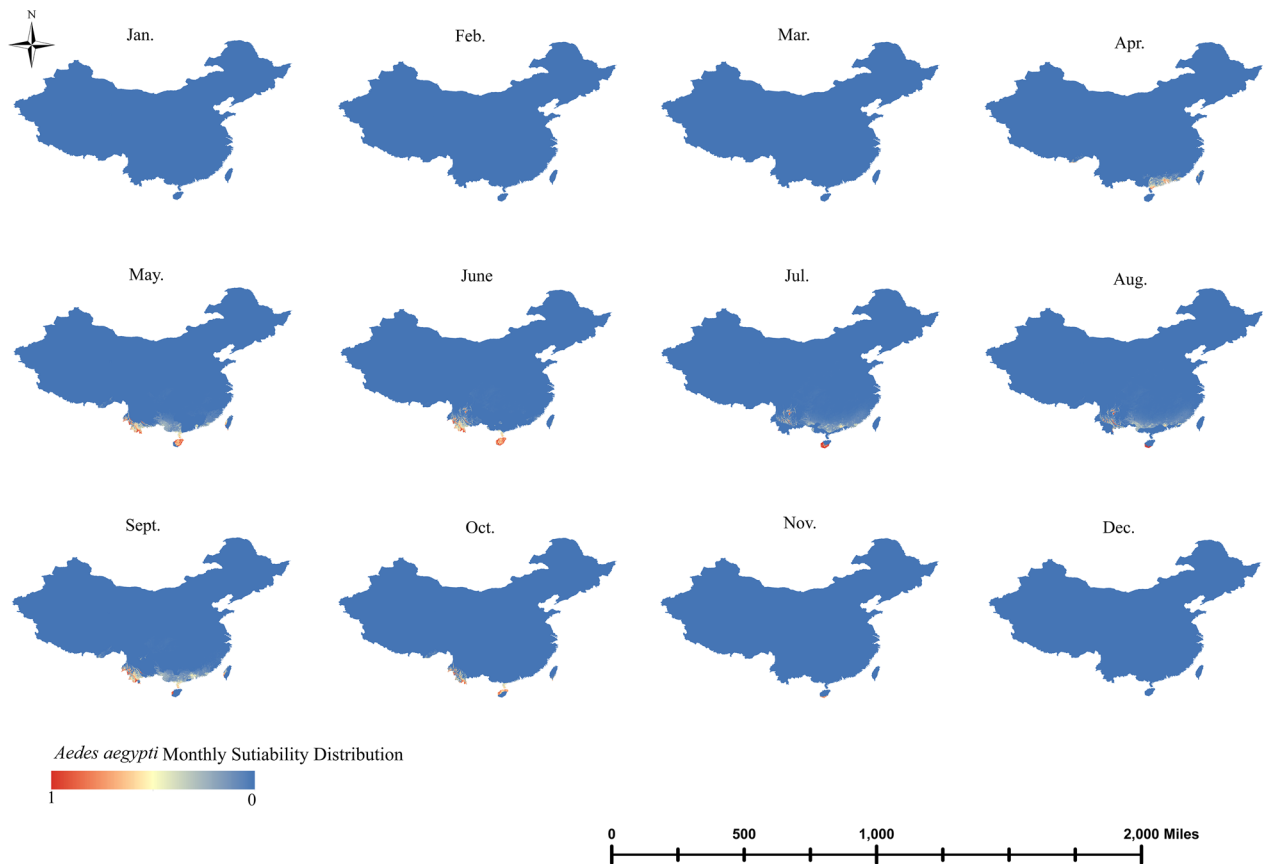 N
Jan.
Feb.
Mar.
Apr.
May.
June
Jul.
Aug.
Sept.
Oct.
Nov.
Dec.
Aedes aegypti Monthly Sutiability Distribution
1 0
0 500 1,000 2,000 Miles